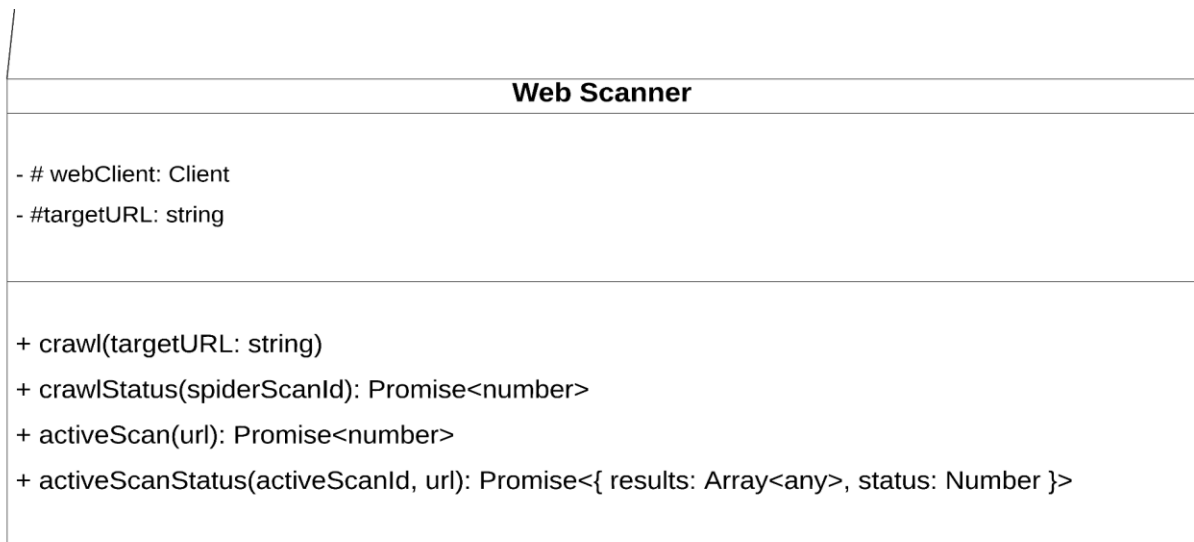 Web Scanner
- # webClient: Client
- #targetURL: string
+ crawl(targetURL: string)
+ crawlStatus(spiderScanId): Promise<number>
+ activeScan(url): Promise<number>
+ activeScanStatus(activeScanId, url): Promise<{ results: Array<any>, status: Number }>